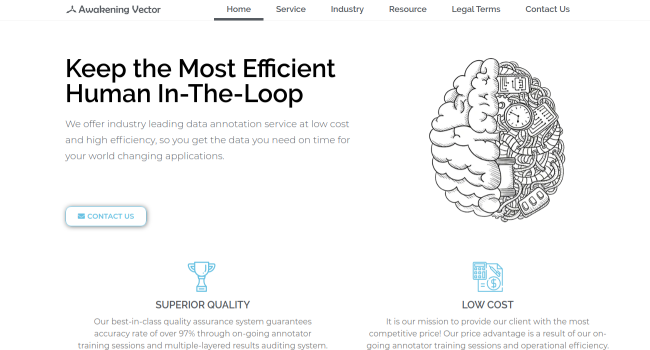 Awakening Vector
Home Service Industry Resource Legal Terms Contact Us
Keep the Most Efficient
Human In-The-Loop
We offer industry leading data annotation service at low cost
and high efficiency, so you get the data you need on time for
your world changing applications.
CONTACT US
SUPERIOR QUALITY
Our best-in-class quality assurance system guarantees
accuracy rate of over 97% through on-going annotator
training sessions and multiple-layered results auditing system.
LOW COST
It is our mission to provide our client with the most
competitive price! Our price advantage is a result of our on-
going annotator training sessions and operational efficiency.